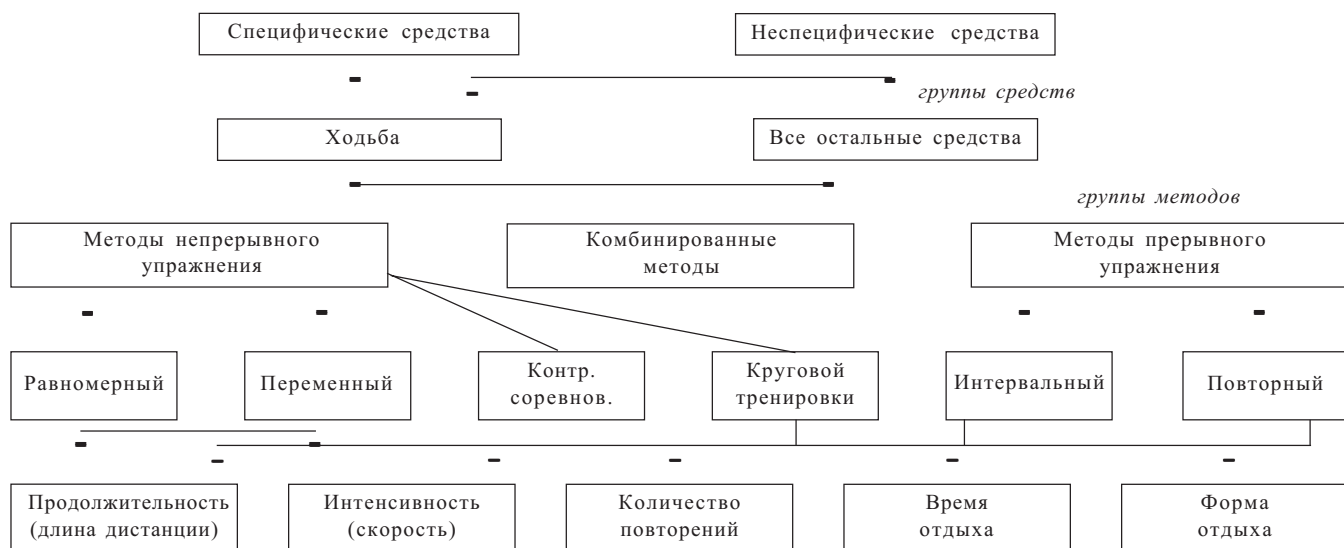 Специфические средства
Неспецифические средства
группы средств
Ходьба
Все остальные средства
группы методов
Методы непрерывного
упражнения
Комбинированные
методы
Методы прерывного
упражнения
Равномерный
Переменный
Контр.
соревнов.
Круговой
тренировки
Интервальный
Повторный
Продолжительность
(длина дистанции)
Интенсивность
(скорость)
Количество
повторений
Время
отдыха
Форма
отдыха